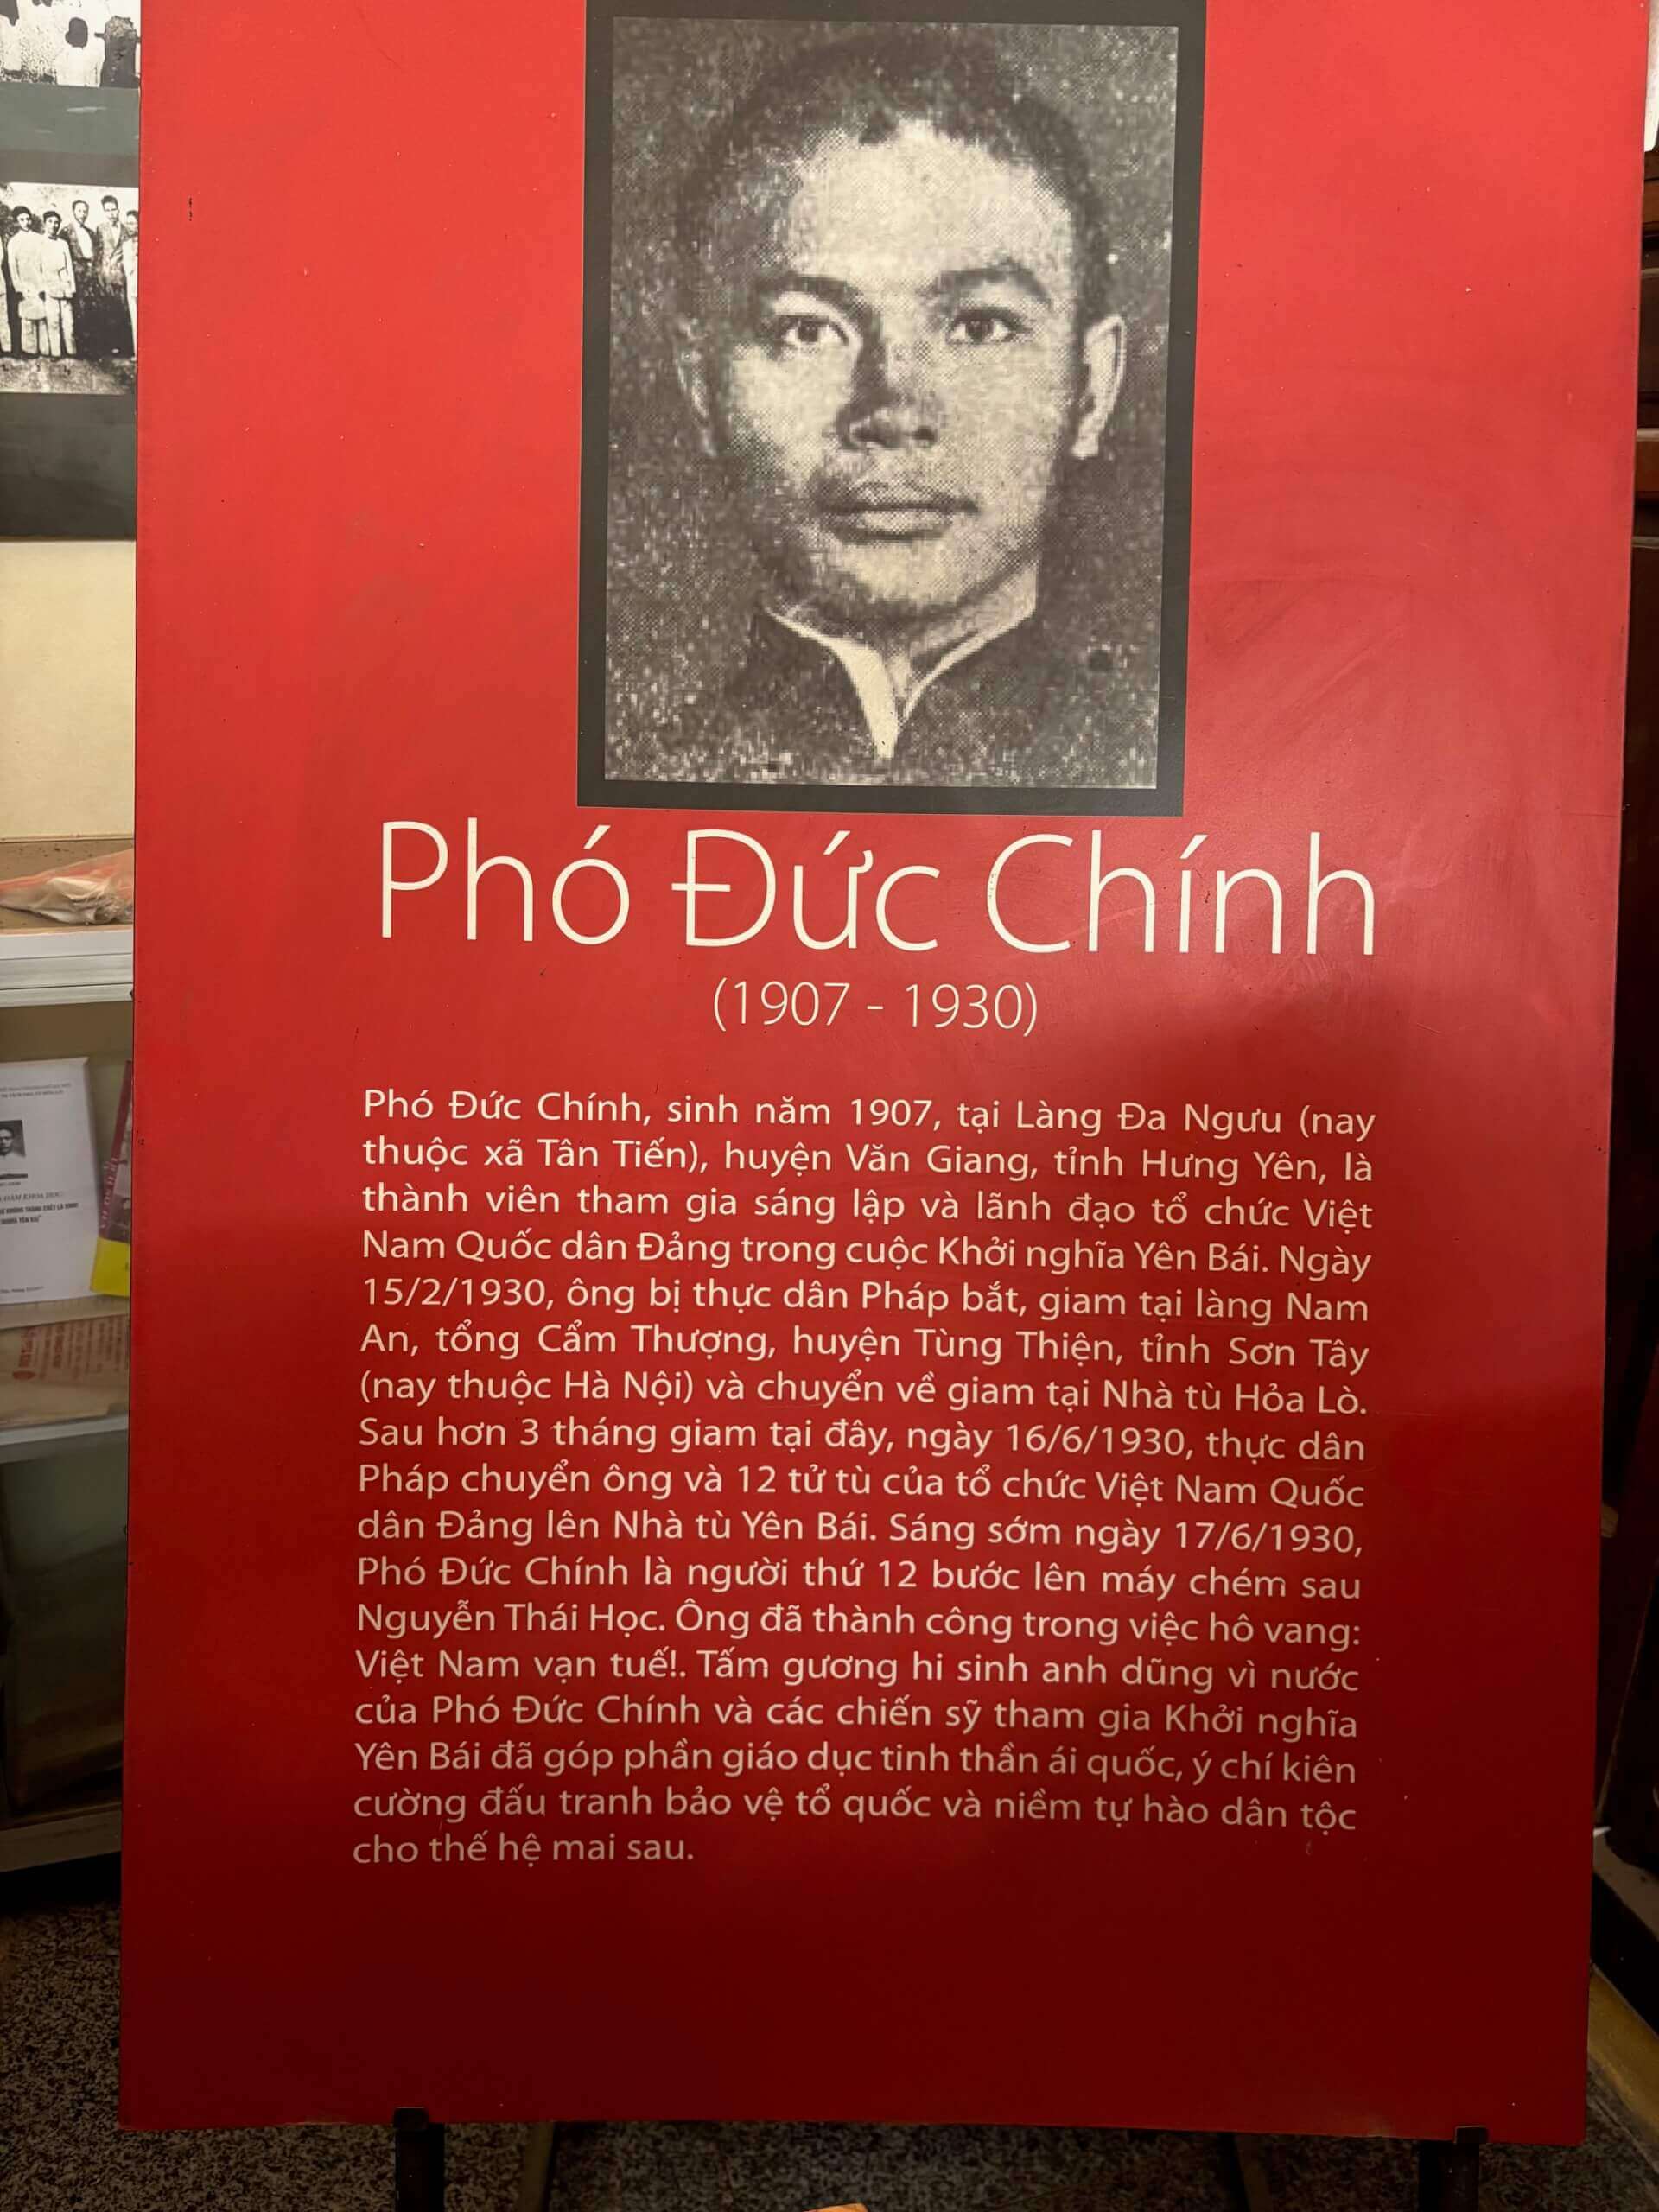 Phó Đức Chính
(1907 - 1930)
Phó Đức Chính, sinh năm 1907, tại Làng Đa Ngưu (nay
thuộc xã Tân Tiến), huyện Văn Giang, tỉnh Hưng Yên, là
thành viên tham gia sáng lập và lãnh đạo tổ chức Việt
Nam Quốc dân Đảng trong cuộc Khởi nghĩa Yên Bái. Ngày
15/2/1930, ông bị thực dân Pháp bắt, giam tại làng Nam
An, tổng Cẩm Thượng, huyện Tùng Thiện, tỉnh Sơn Tây
(nay thuộc Hà Nội) và chuyển về giam tại Nhà tù Hỏa Lò.
Sau hơn 3 tháng giam tại đây, ngày 16/6/1930, thực dân
Pháp chuyển ông và 12 tử tù của tổ chức Việt Nam Quốc
dân Đảng lên Nhà tù Yên Bái. Sáng sớm ngày 17/6/1930,
Phó Đức Chính là người thứ 12 bước lên máy chém sau
Nguyễn Thái Học. Ông đã thành công trong việc hô vang:
Việt Nam vạn tuế!. Tấm gương hi sinh anh dũng vì nước
của Phó Đức Chính và các chiến sỹ tham gia Khởi nghĩa
Yên Bái đã góp phần giáo dục tinh thần ái quốc, ý chí kiên
cường đấu tranh bảo vệ tổ quốc và niềm tự hào dân tộc
cho thế hệ mai sau.